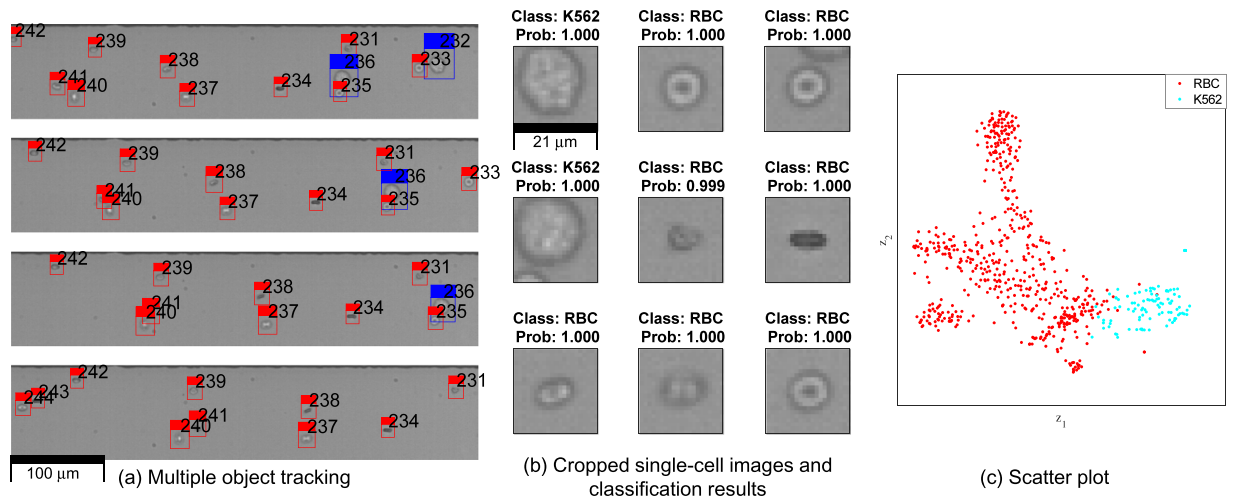 242
239
238
231
232
236
233
241
240
237
234
235
242
239
238
231
236
233
241
240
237
234
235
242
239
238
231
236
241
240
237
234
235
242
243
244
239
238
231
241
240
237
234
100 µm
(a) Multiple object tracking
Class: K562 Class: RBC Class: RBC
Prob: 1.000 Prob: 1.000 Prob: 1.000
21 µm
Class: K562 Class: RBC Class: RBC
Prob: 1.000 Prob: 0.999 Prob: 1.000
Class: RBC Class: RBC Class: RBC
Prob: 1.000 Prob: 1.000 Prob: 1.000
(b) Cropped single-cell images and
classification results
RBC
K562
z₂
z₁
(c) Scatter plot